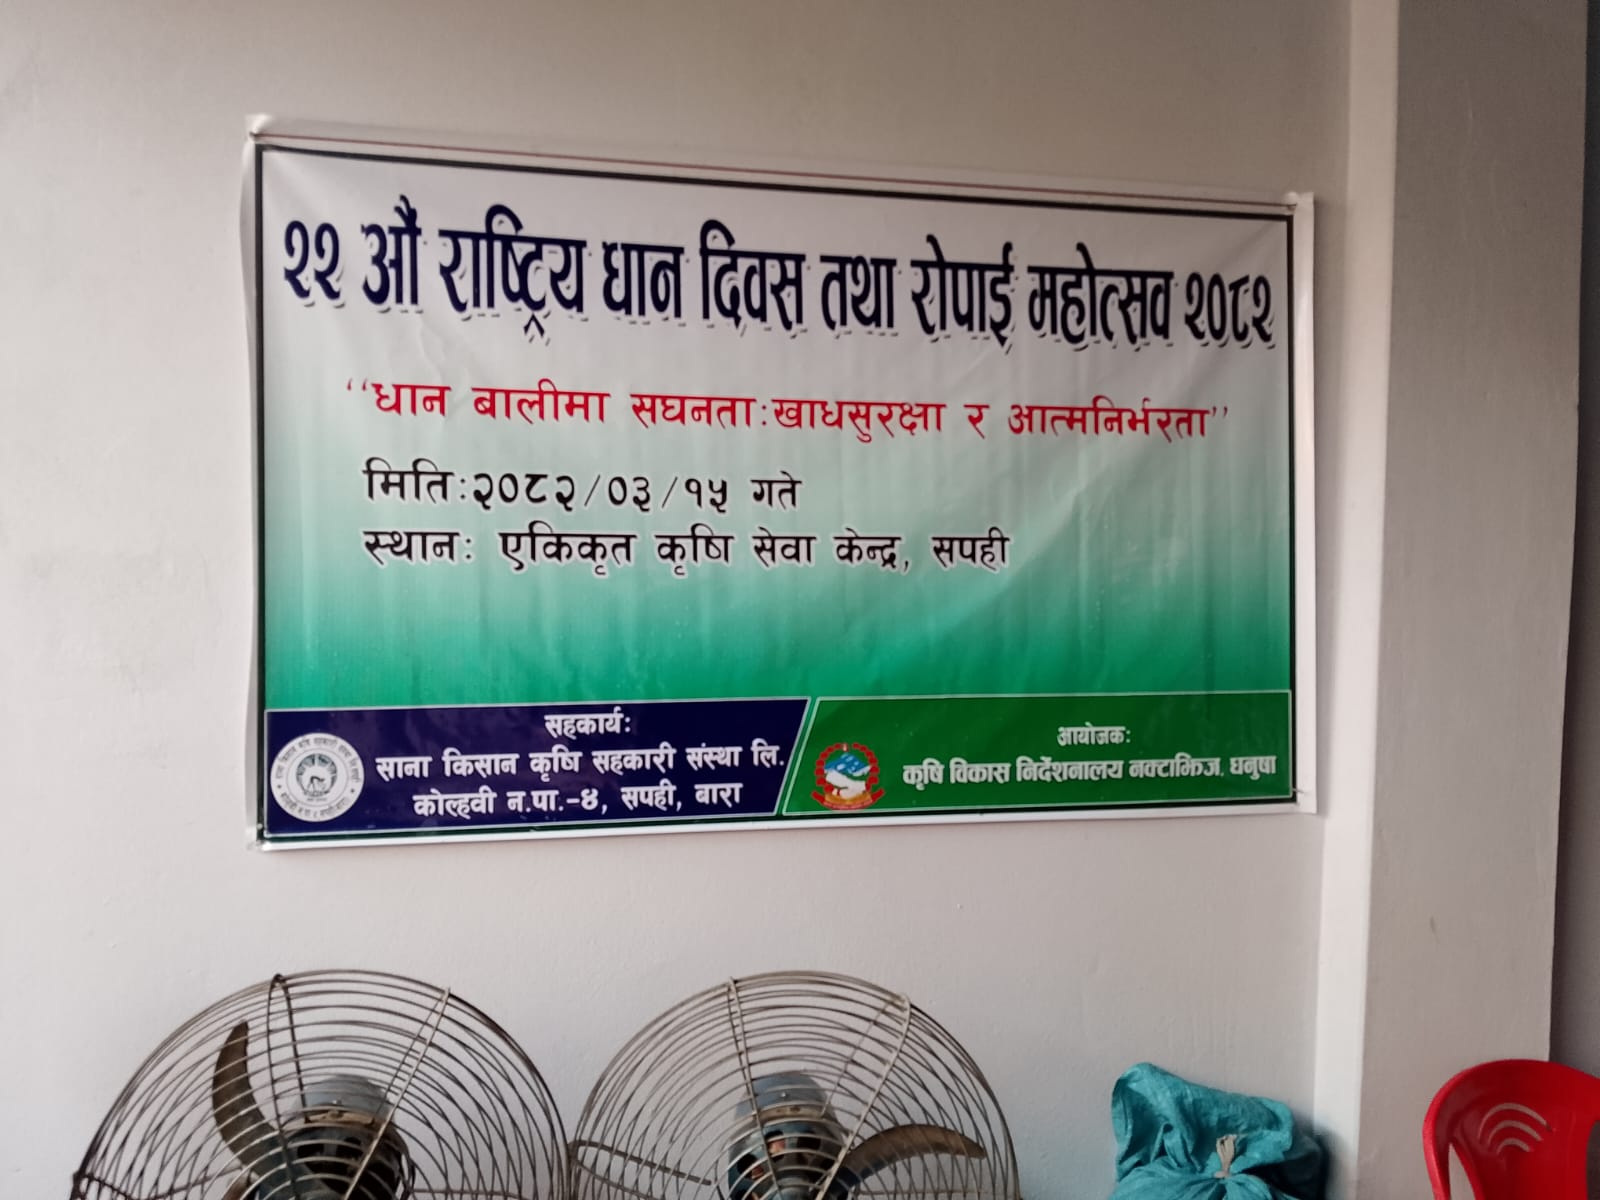 २२ औं राष्ट्रिय धान दिवस तथा रोपाई महोत्सव २०८२
‘‘धान बालीमा सघनताः खाधसुरक्षा र आत्मनिर्भरता’’
मितिः २०८२/०३/१५ गते
स्थानः एकिकृत कृषि सेवा केन्द्र, सपही
सहकार्यः
साना किसान कृषि सहकारी संस्था लि.
कोल्हवी न.पा.-४, सपही, बारा
आयोजकः
कृषि विकास निर्देशनालय नक्टाझिज, धनुषा